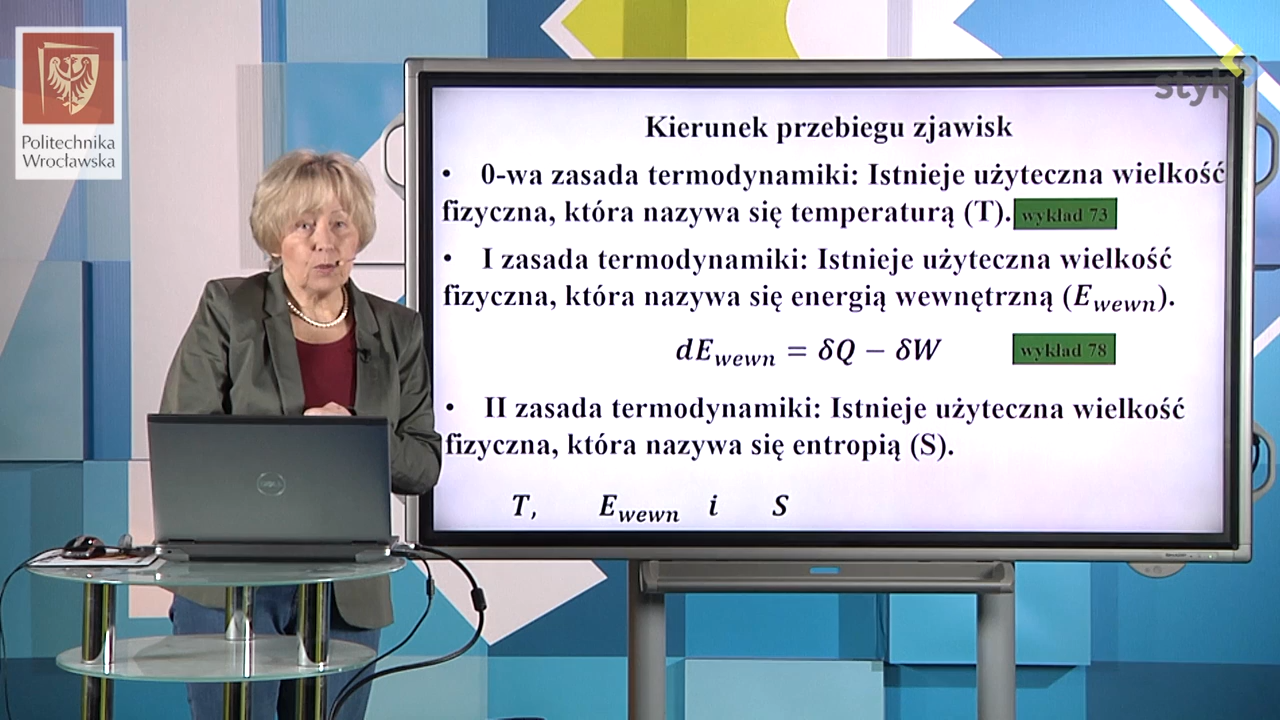 Politechnika
Wrocławska
styk
Kierunek przebiegu zjawisk
• 0-wa zasada termodynamiki: Istnieje użyteczna wielkość
fizyczna, która nazywa się temperaturą (T). wykład 73
• I zasada termodynamiki: Istnieje użyteczna wielkość
fizyczna, która nazywa się energią wewnętrzną (E_wewn).
dE_wewn = δQ − δW wykład 78
• II zasada termodynamiki: Istnieje użyteczna wielkość
fizyczna, która nazywa się entropią (S).
T, E_wewn i S